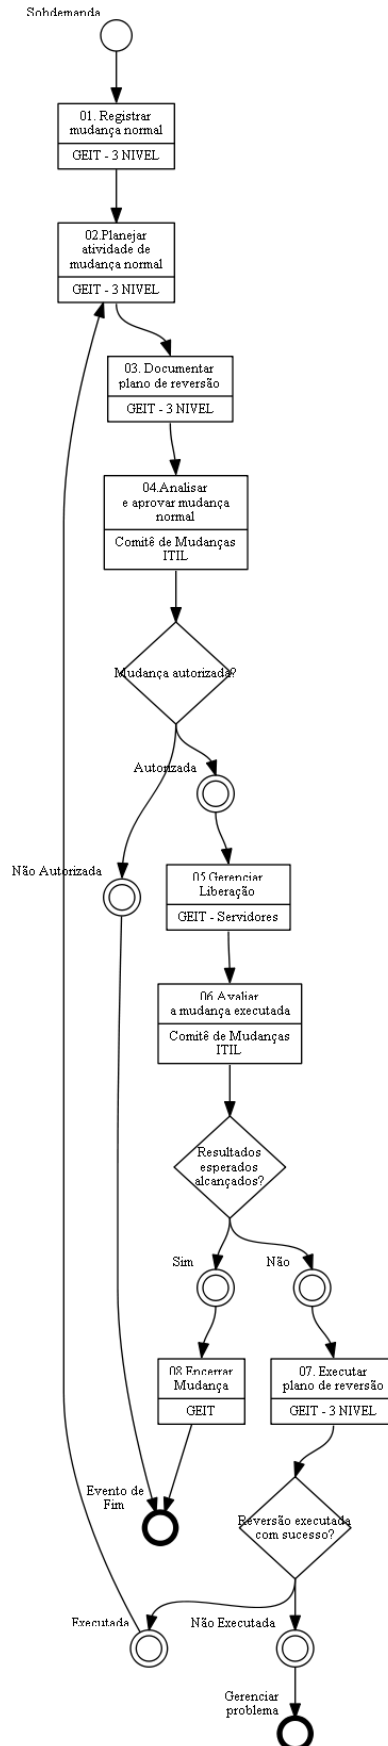 Sobdemanda
01. Registrar
mudança normal
GEIT - 3 NIVEL
02.Planejar
atividade de
mudança normal
GEIT - 3 NIVEL
03. Documentar
plano de reversão
GEIT - 3 NIVEL
04.Analisar
e aprovar mudança
normal
Comitê de Mudanças
ITIL
Mudança autorizada?
Autorizada
Não Autorizada
05.Gerenciar
Liberação
GEIT - Servidores
06.Avaliar
a mudança executada
Comitê de Mudanças
ITIL
Resultados
esperados
alcançados?
Sim
Não
08.Encerrar
Mudança
GEIT
07. Executar
plano de reversão
GEIT - 3 NIVEL
Evento de
Fim
Reversão executada
com sucesso?
Executada
Não Executada
Gerenciar
problema